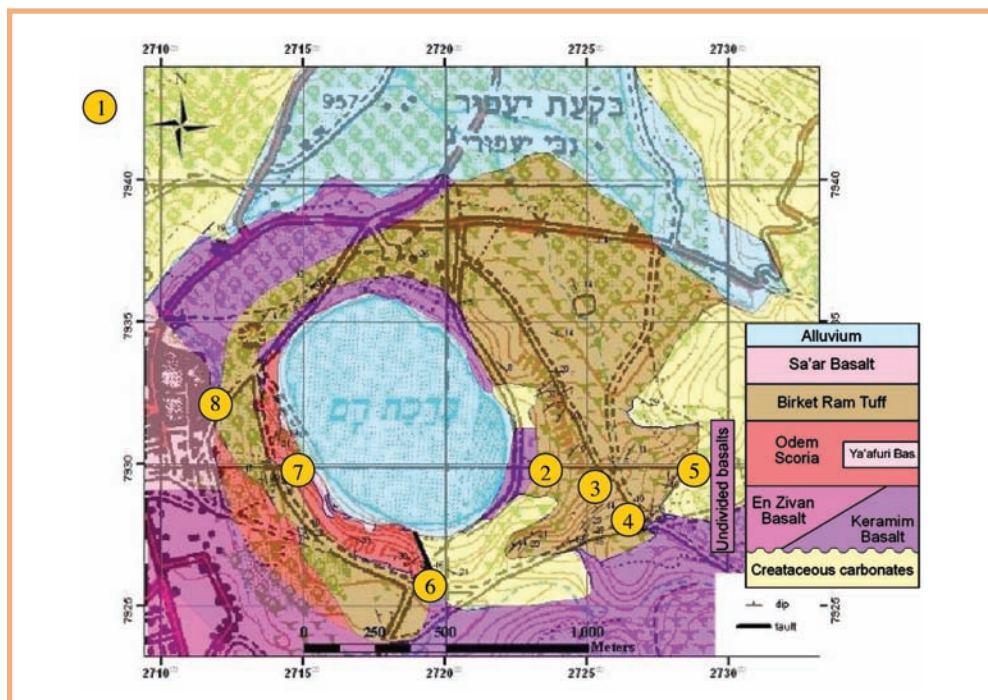 2710
2715
2720
2725
2730
1
N
957
בקעת יעפור
נבי יעפורי
7940
7940
7935
7935
ברכת רם
8
7
2
3
5
4
6
7930
7925
7925
0 250 500 1,000
Meters
2710
2715
2720
2725
2730
Alluvium
Sa'ar Basalt
Birket Ram Tuff
Odem
Scoria
Ya'afuri Bas.
Undivided basalts
En Zivan
Basalt
Keramim
Basalt
Creataceous carbonates
dip
fault